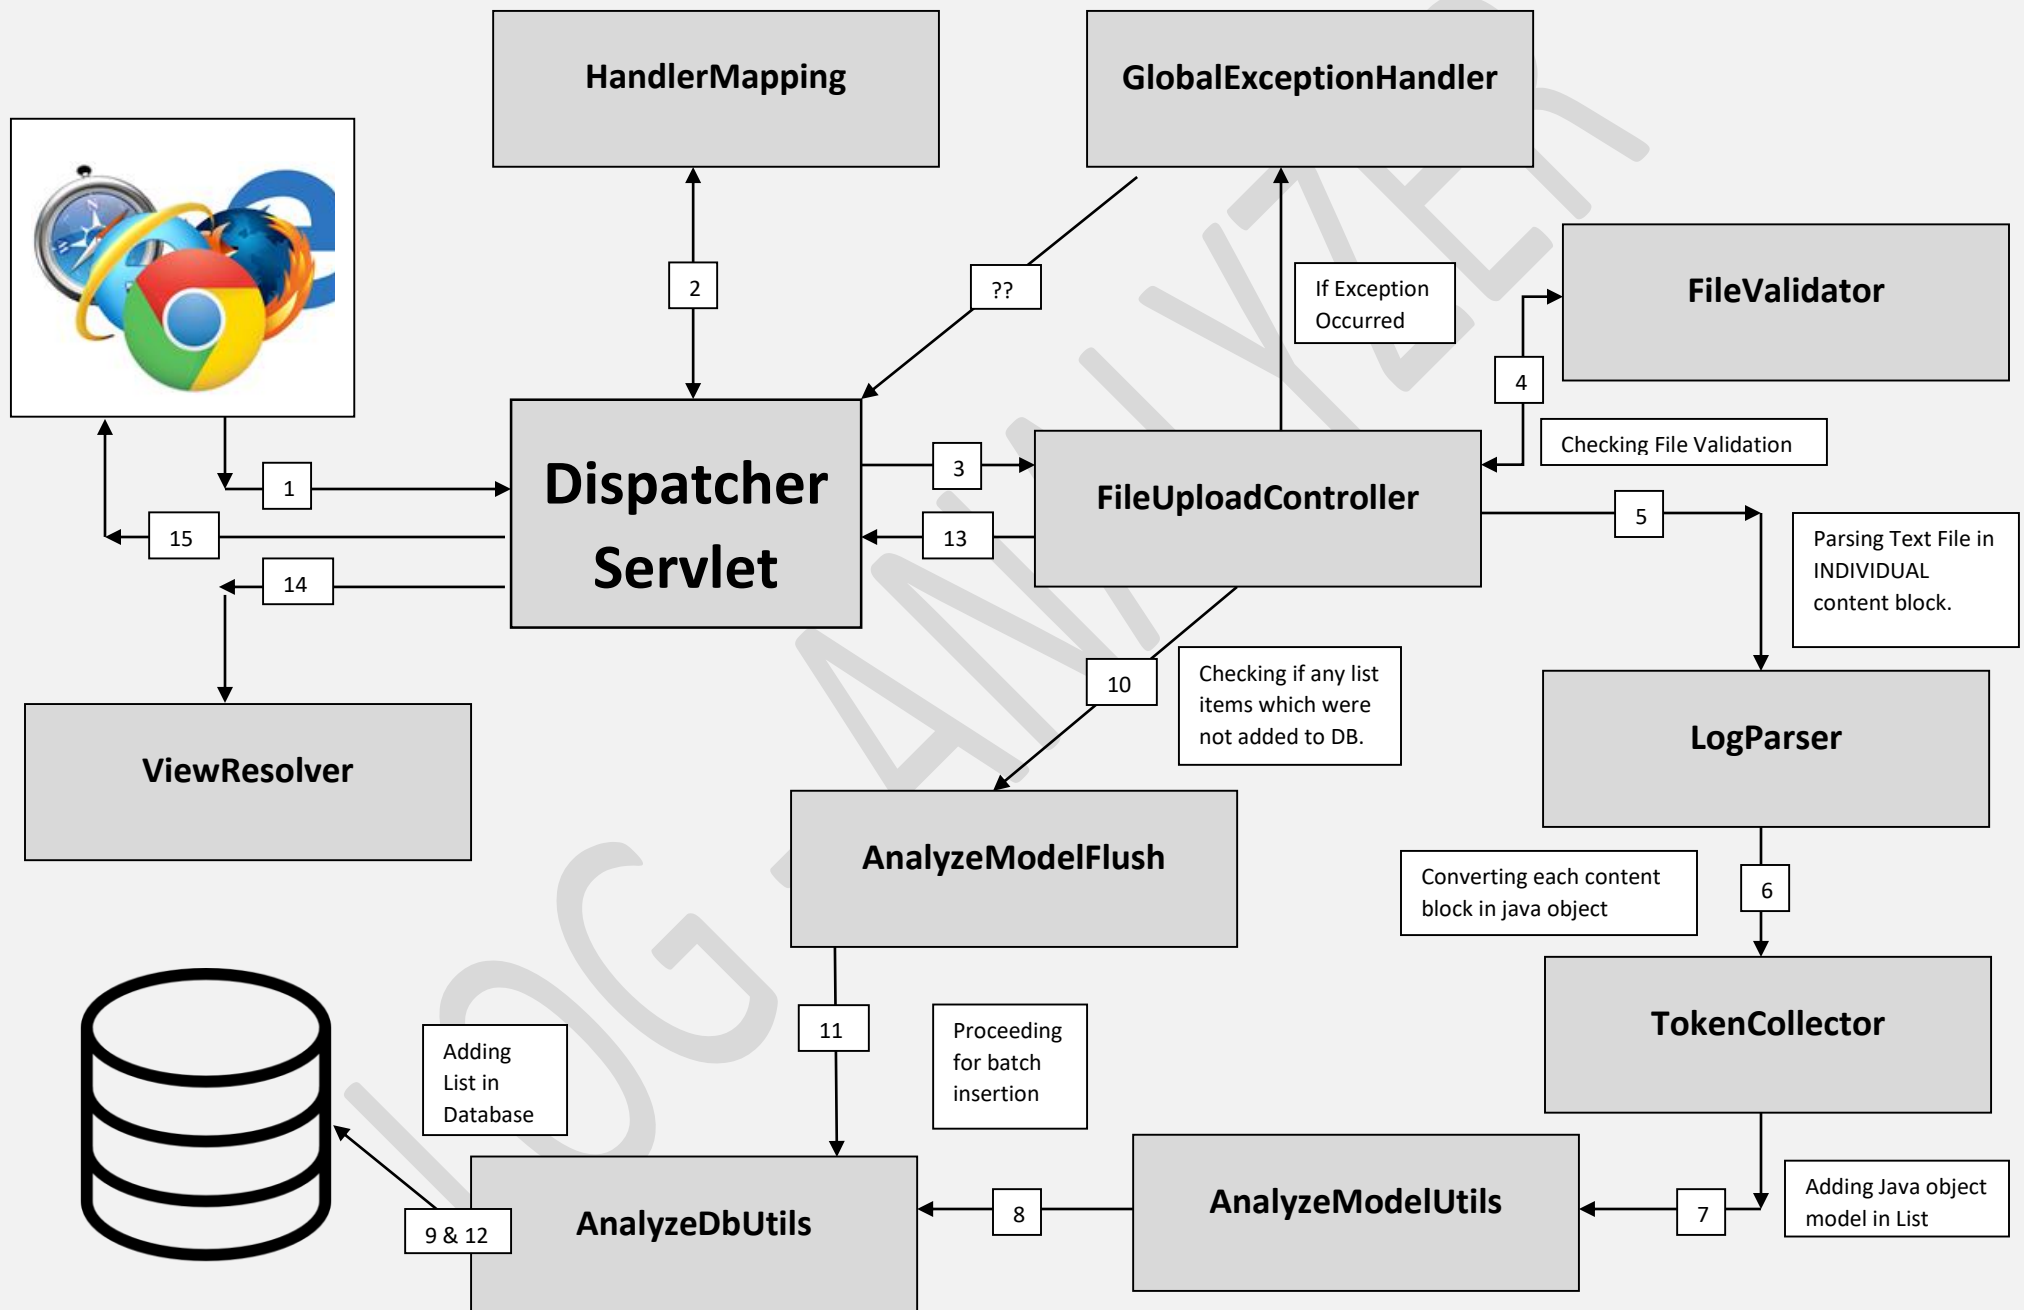 HandlerMapping
GlobalExceptionHandler
2
??
If Exception
Occurred
FileValidator
4
Checking File Validation
1
Dispatcher
Servlet
3
FileUploadController
5
15
13
14
Parsing Text File in
INDIVIDUAL
content block.
10
Checking if any list
items which were
not added to DB.
ViewResolver
LogParser
AnalyzeModelFlush
Converting each content
block in java object
6
TokenCollector
11
Proceeding
for batch
insertion
Adding
List in
Database
9 & 12
AnalyzeDbUtils
8
AnalyzeModelUtils
7
Adding Java object
model in List
LOG - ANALYZER